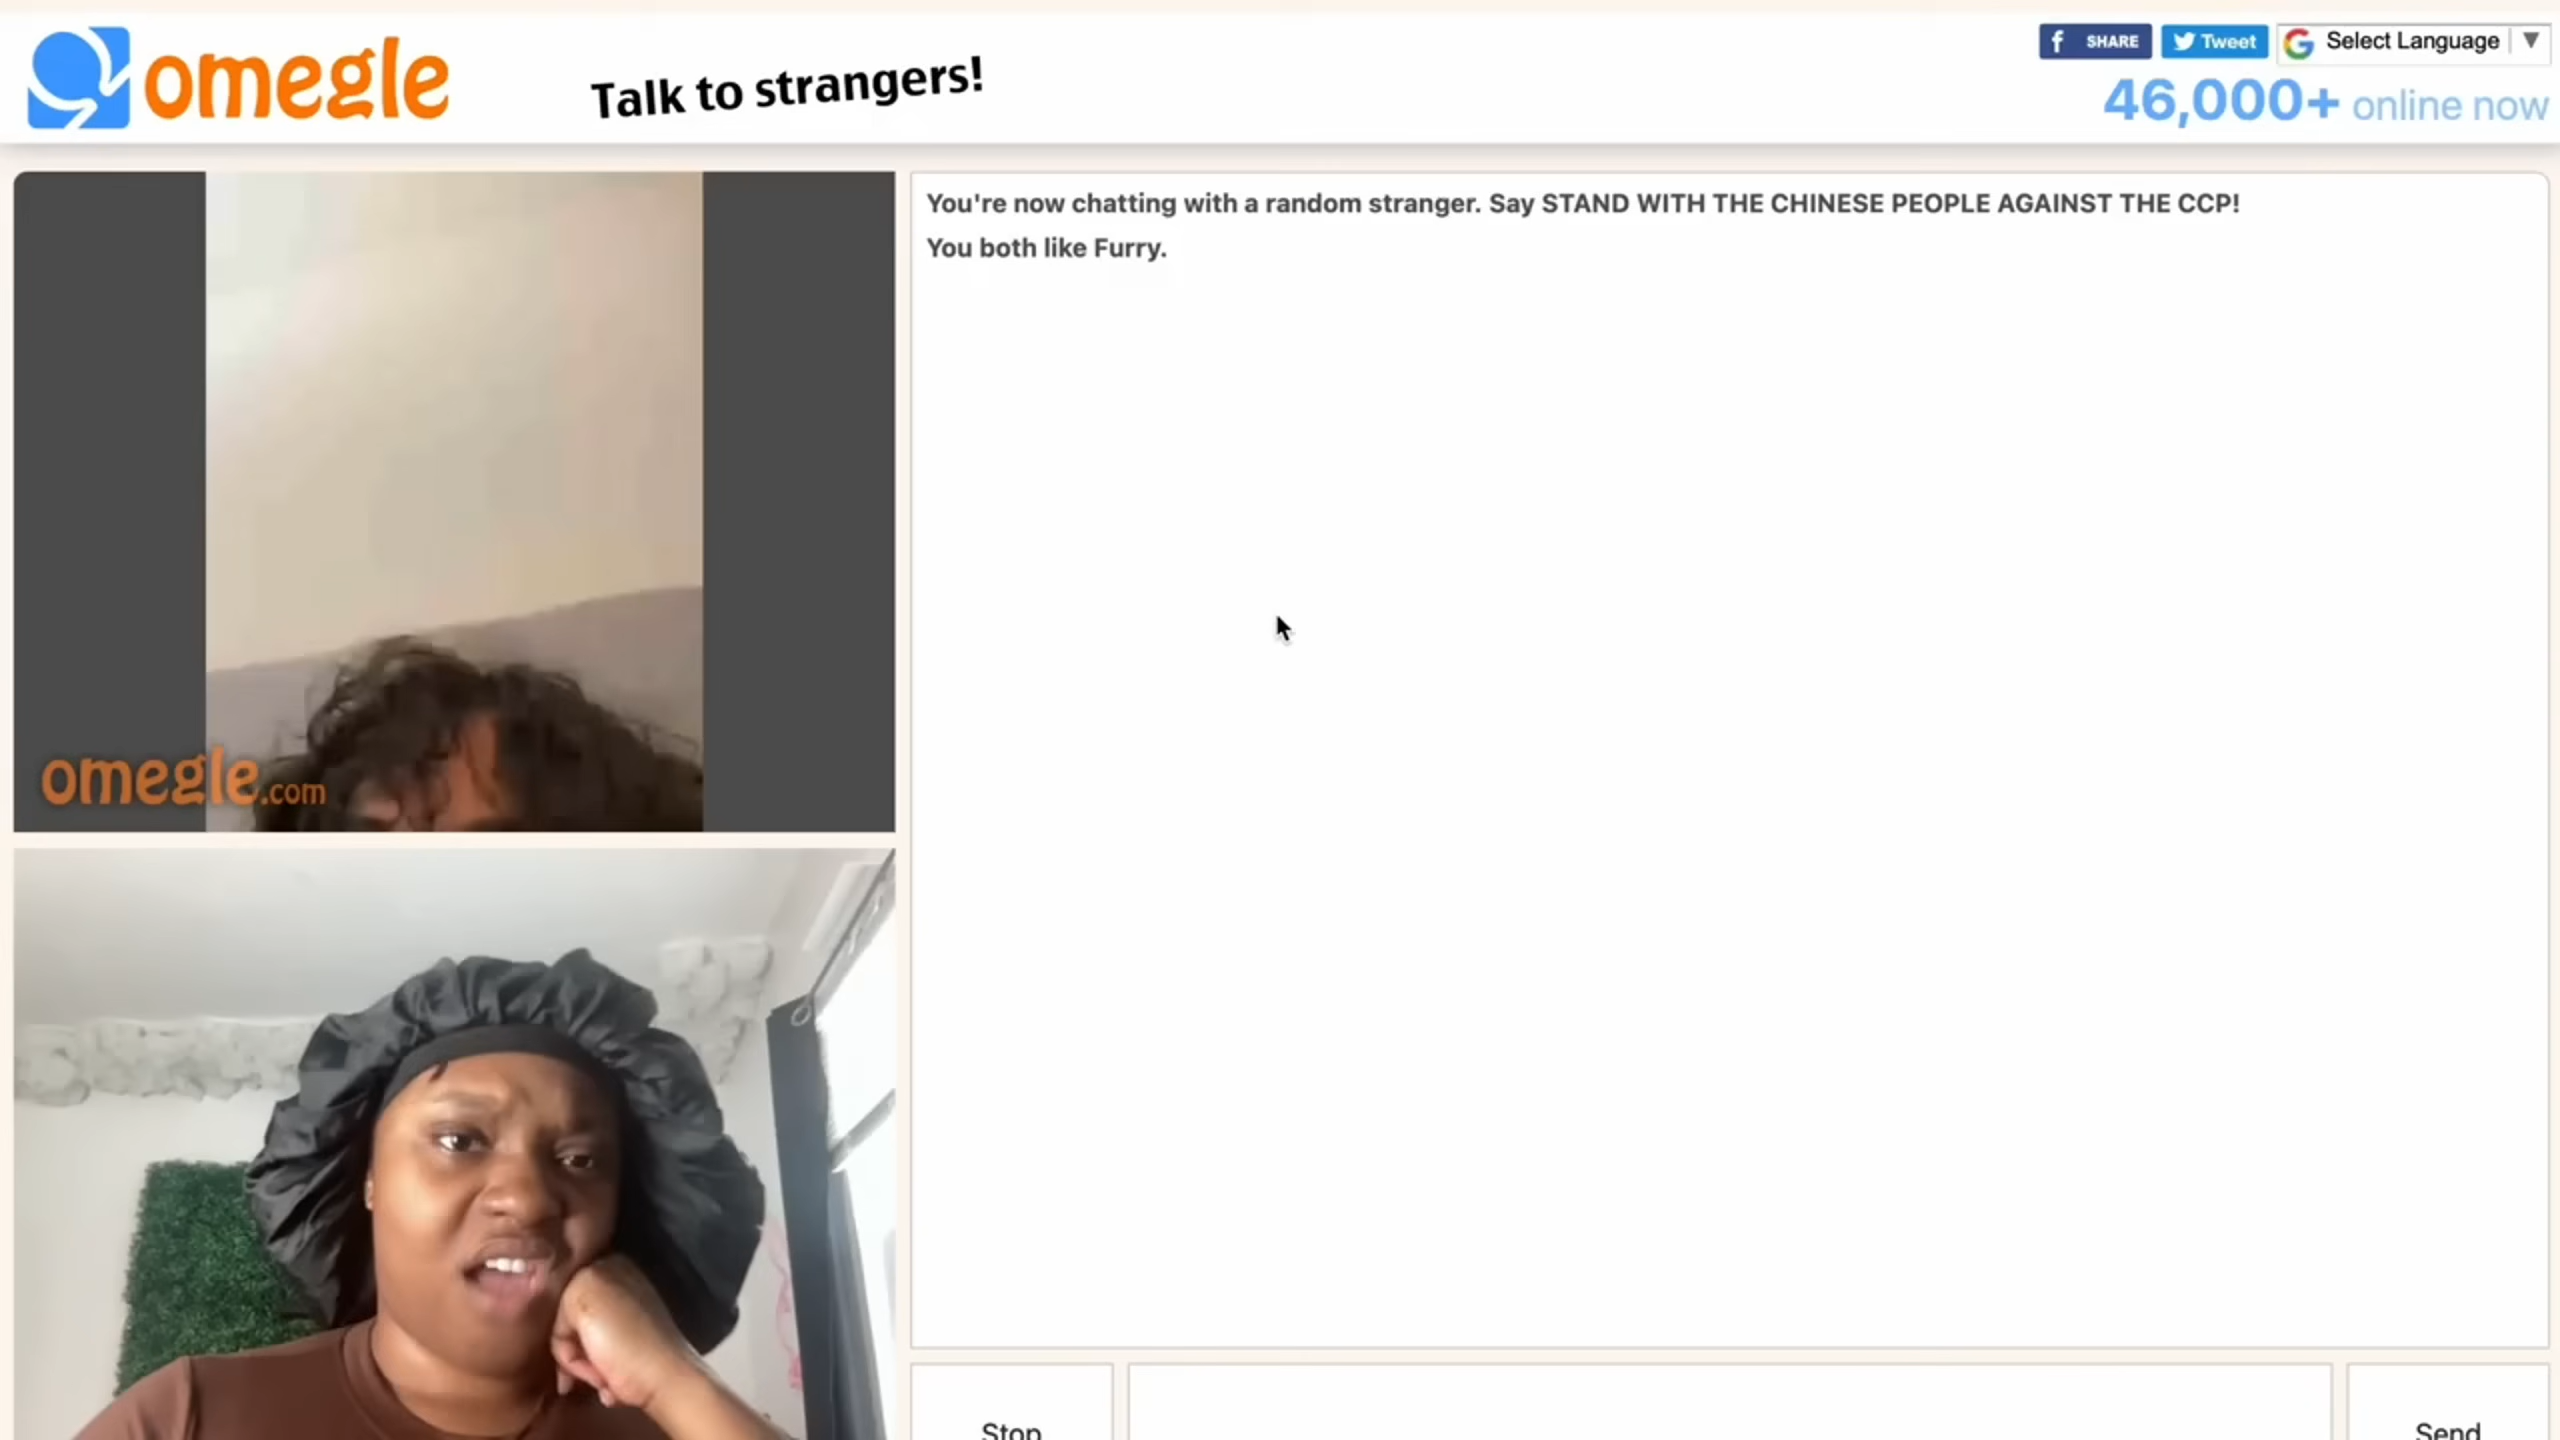 omegle
Talk to strangers!
SHARE
Tweet
Select Language
46,000+ online now
You're now chatting with a random stranger. Say STAND WITH THE CHINESE PEOPLE AGAINST THE CCP!
You both like Furry.
omegle.com
Stop
Send